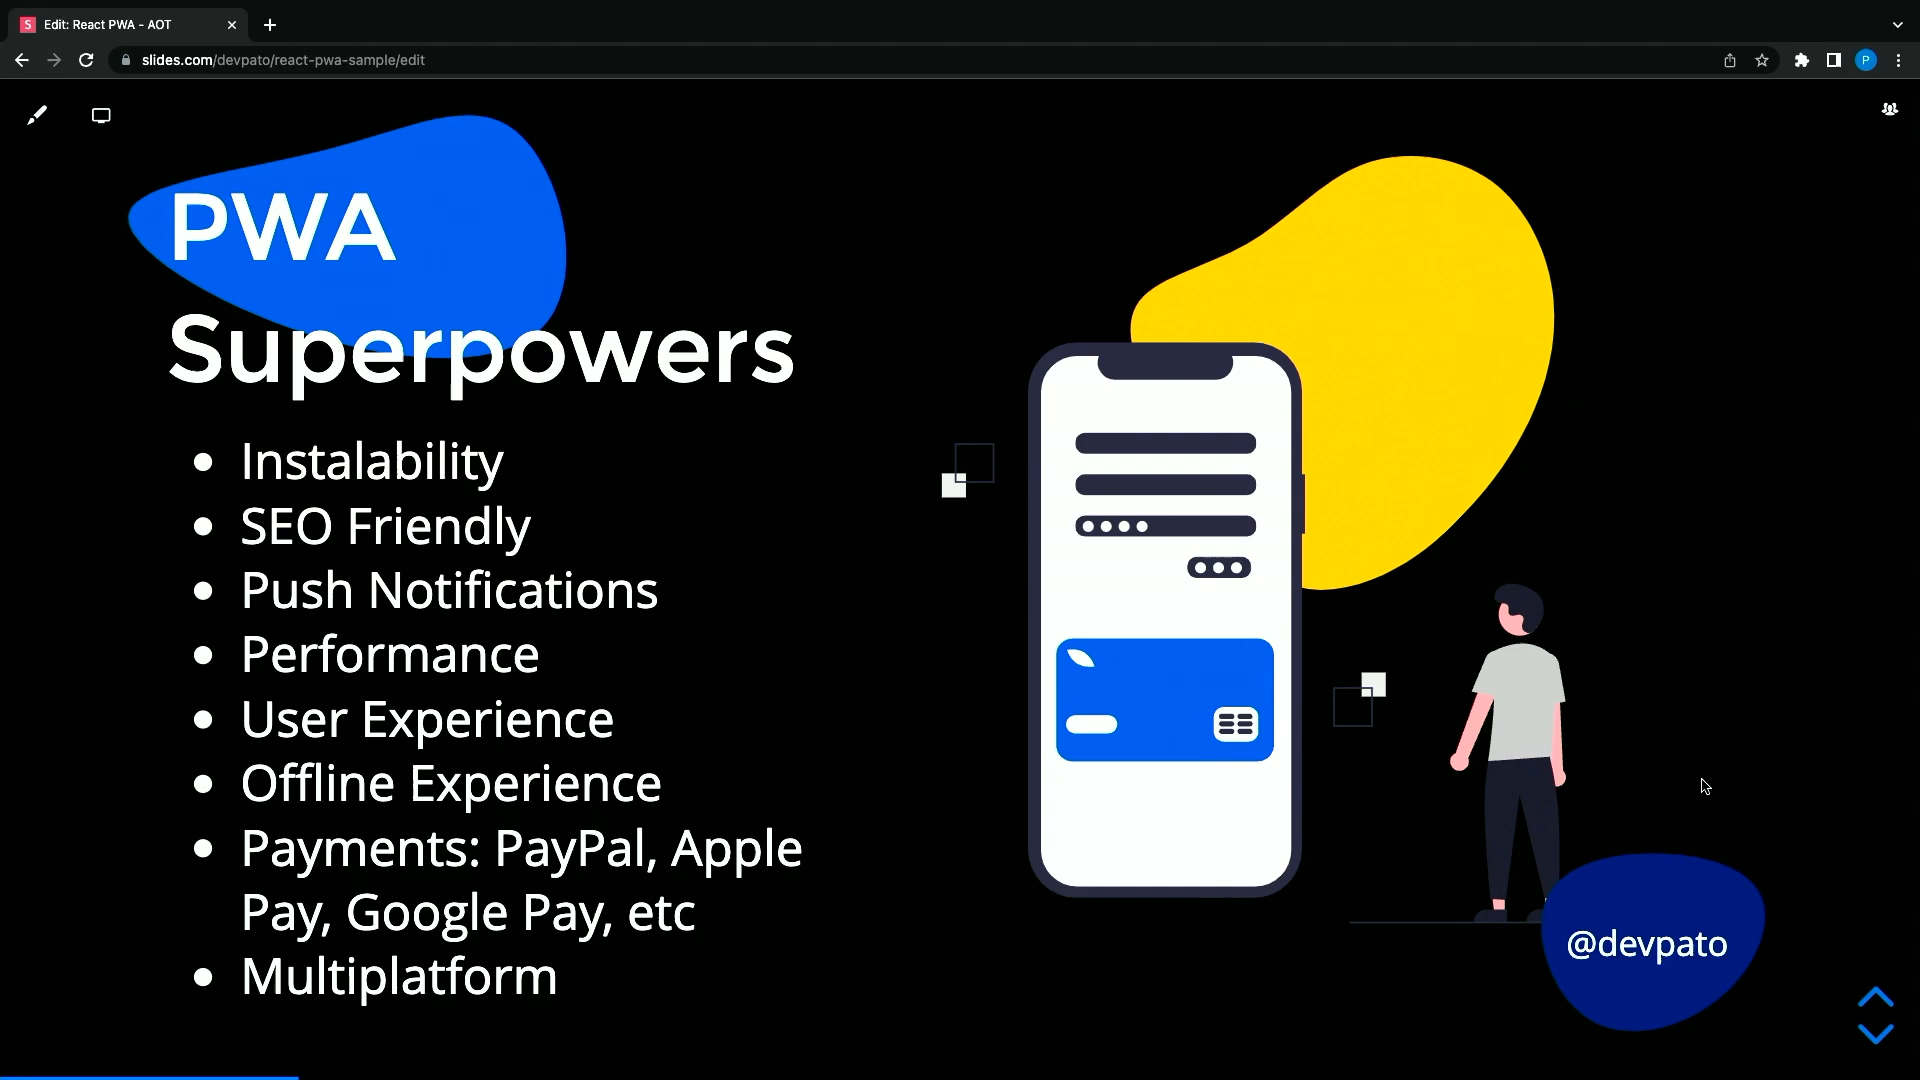 S Edit: React PWA - AOT
slides.com/devpato/react-pwa-sample/edit
P
PWA
Superpowers
• Instalability
• SEO Friendly
• Push Notifications
• Performance
• User Experience
• Offline Experience
• Payments: PayPal, Apple
Pay, Google Pay, etc
• Multiplatform
@devpato